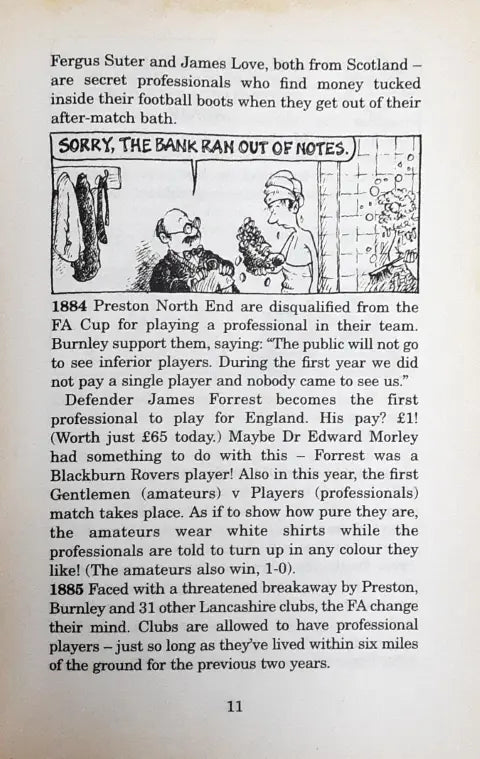 Fergus Suter and James Love, both from Scotland –
are secret professionals who find money tucked
inside their football boots when they get out of their
after-match bath.
SORRY, THE BANK RAN OUT OF NOTES.
1884 Preston North End are disqualified from the
FA Cup for playing a professional in their team.
Burnley support them, saying: “The public will not go
to see inferior players. During the first year we did
not pay a single player and nobody came to see us.”
Defender James Forrest becomes the first
professional to play for England. His pay? £1!
(Worth just £65 today.) Maybe Dr Edward Morley
had something to do with this – Forrest was a
Blackburn Rovers player! Also in this year, the first
Gentlemen (amateurs) v Players (professionals)
match takes place. As if to show how pure they are,
the amateurs wear white shirts while the
professionals are told to turn up in any colour they
like! (The amateurs also win, 1-0).
1885 Faced with a threatened breakaway by Preston,
Burnley and 31 other Lancashire clubs, the FA change
their mind. Clubs are allowed to have professional
players – just so long as they’ve lived within six miles
of the ground for the previous two years.
11